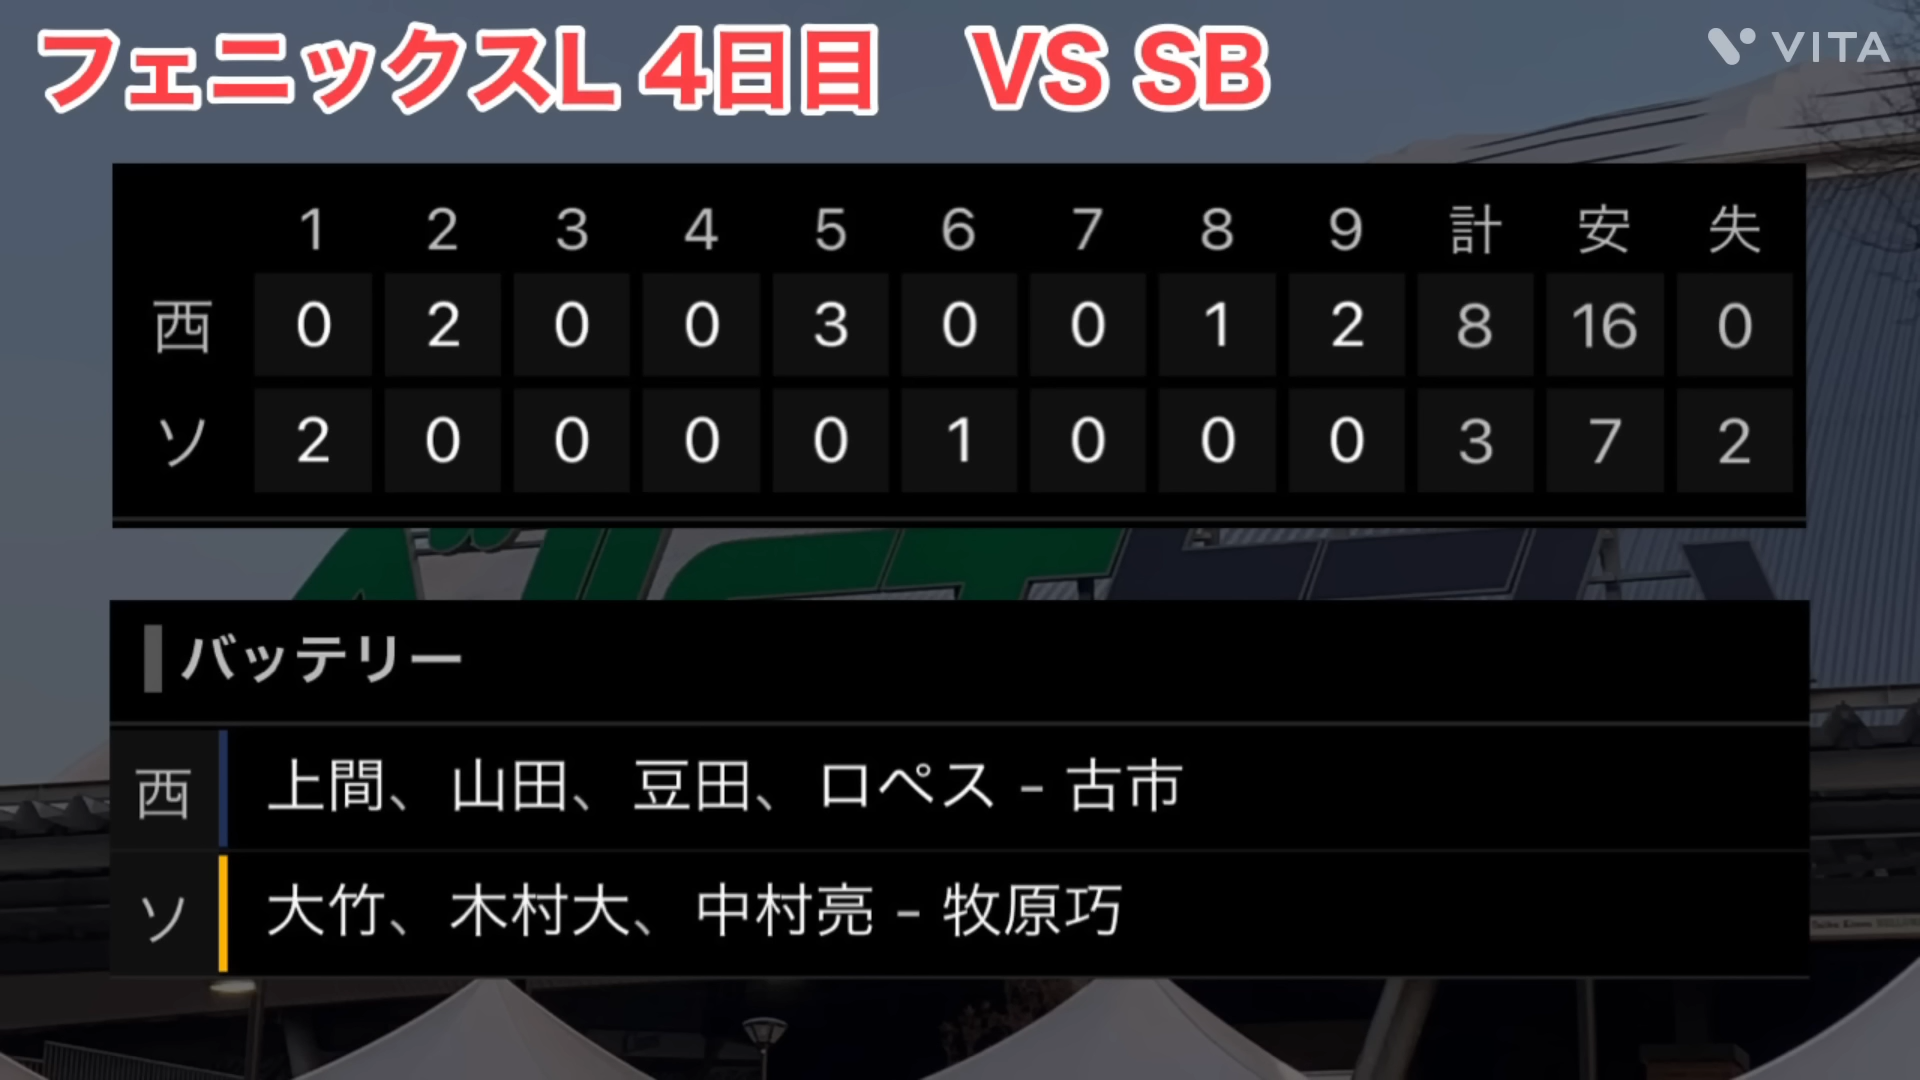 フェニックスL 4日目 VS SB
VITA
1 2 3 4 5 6 7 8 9 計 安 失
西 0 2 0 0 3 0 0 1 2 8 16 0
ソ 2 0 0 0 0 1 0 0 0 3 7 2
バッテリー
西 上間、山田、豆田、ロペス - 古市
ソ 大竹、木村大、中村亮 - 牧原巧